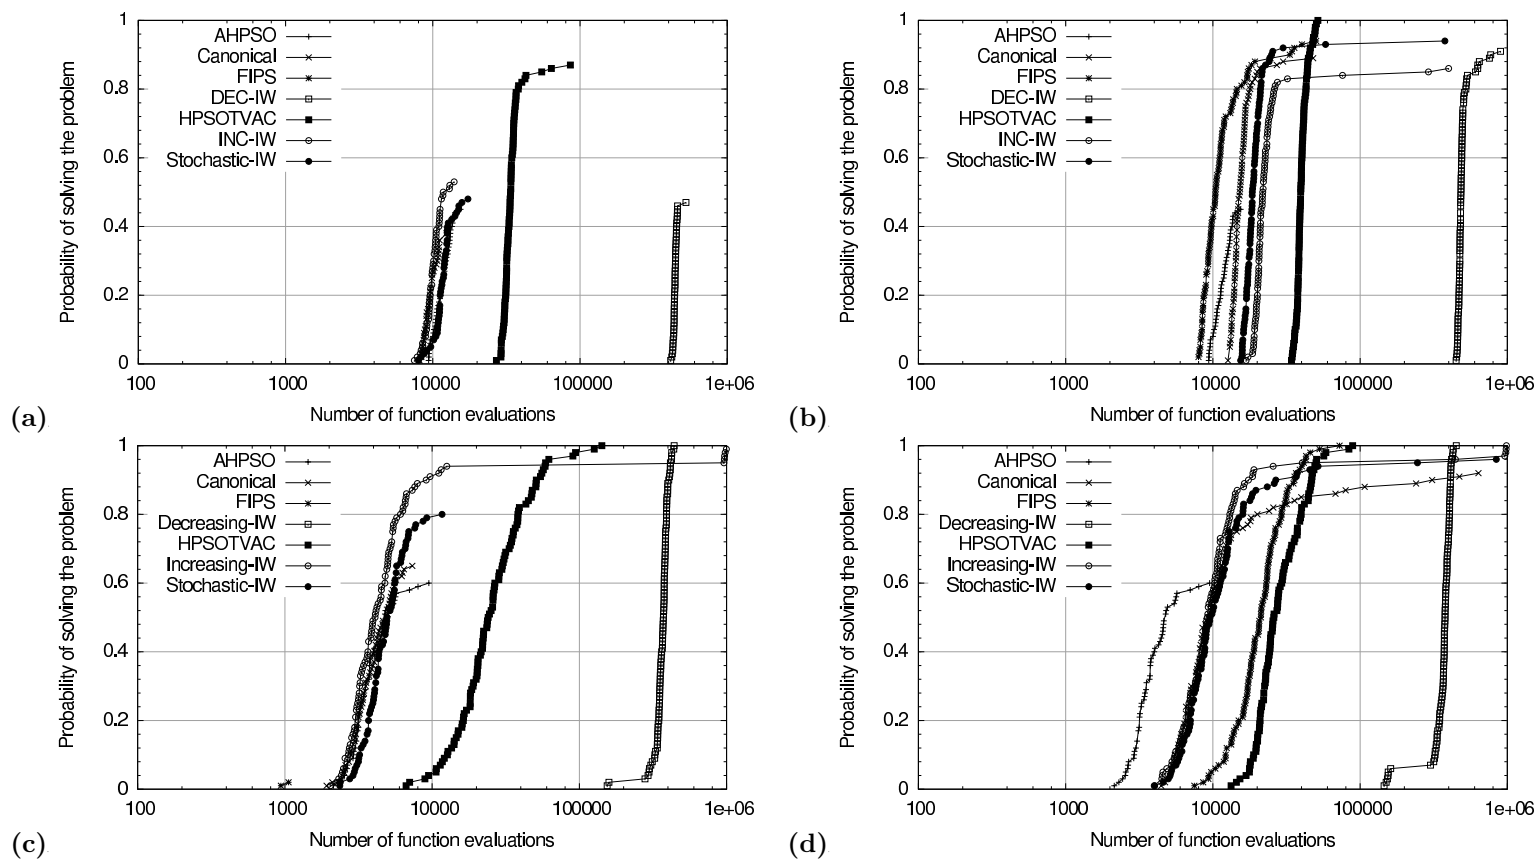 1
0.8
0.6
0.4
0.2
0
Probability of solving the problem
AHPSO
Canonical
FIPS
DEC-IW
HPSOTVAC
INC-IW
Stochastic-IW
100 1000 10000 100000 1e+06
Number of function evaluations
(a)
1
0.8
0.6
0.4
0.2
0
Probability of solving the problem
AHPSO
Canonical
FIPS
DEC-IW
HPSOTVAC
INC-IW
Stochastic-IW
100 1000 10000 100000 1e+06
Number of function evaluations
(b)
1
0.8
0.6
0.4
0.2
0
Probability of solving the problem
AHPSO
Canonical
FIPS
Decreasing-IW
HPSOTVAC
Increasing-IW
Stochastic-IW
100 1000 10000 100000 1e+06
Number of function evaluations
(c)
1
0.8
0.6
0.4
0.2
0
Probability of solving the problem
AHPSO
Canonical
FIPS
Decreasing-IW
HPSOTVAC
Increasing-IW
Stochastic-IW
100 1000 10000 100000 1e+06
Number of function evaluations
(d)